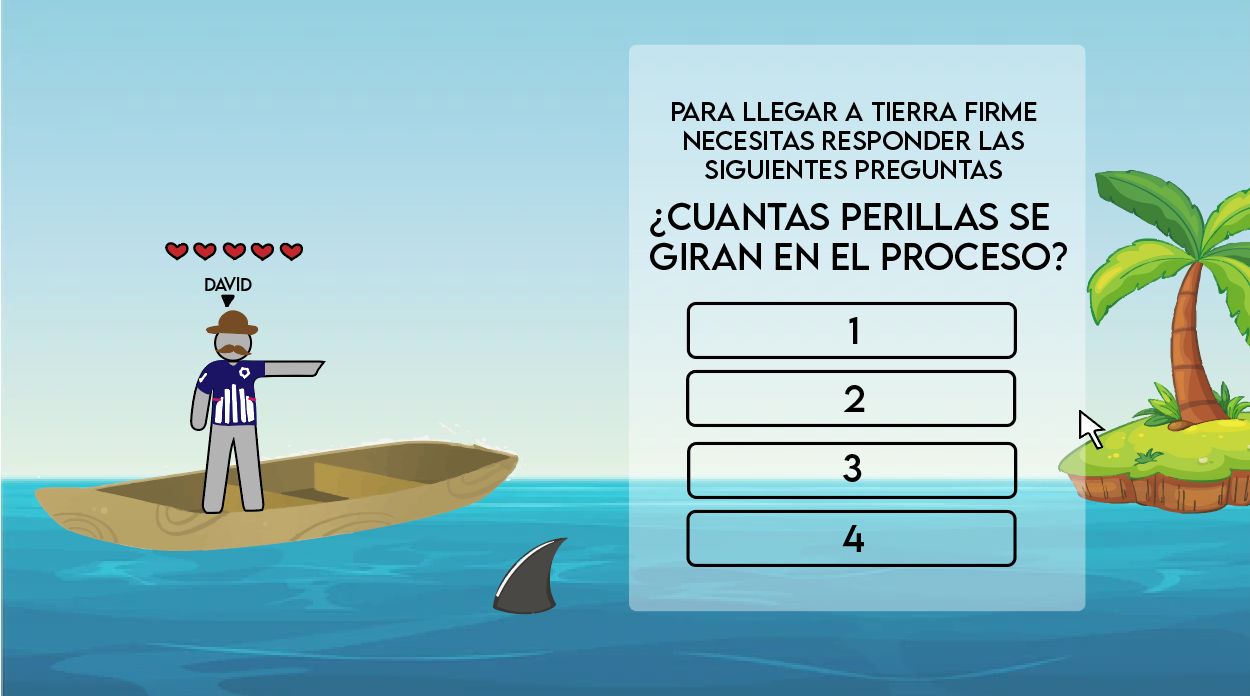 PARA LLEGAR A TIERRA FIRME
NECESITAS RESPONDER LAS
SIGUIENTES PREGUNTAS
¿CUANTAS PERILLAS SE
GIRAN EN EL PROCESO?
DAVID
1
2
3
4